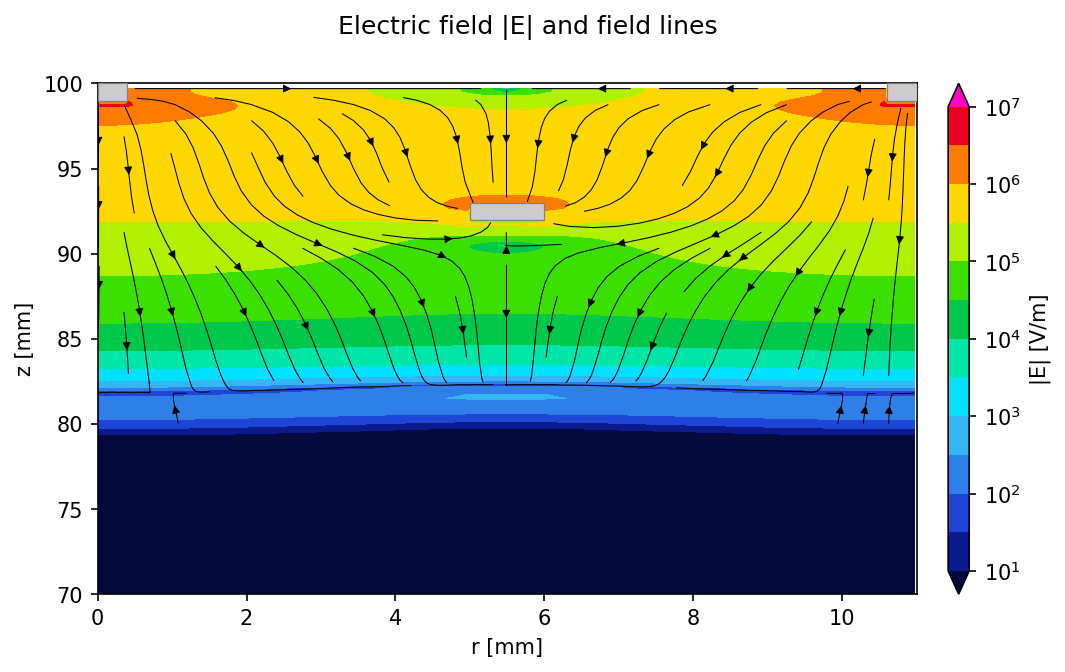 Electric field |E| and field lines
100
95
90
85
80
75
70
z [mm]
0 2 4 6 8 10
r [mm]
10⁷
10⁶
10⁵
10⁴
10³
10²
10¹
|E| [V/m]